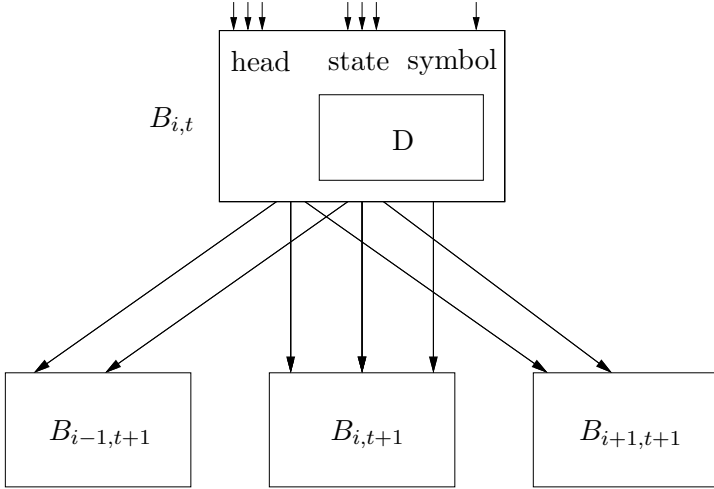 head state symbol
B_{i,t}
D
B_{i−1,t+1} B_{i,t+1} B_{i+1,t+1}